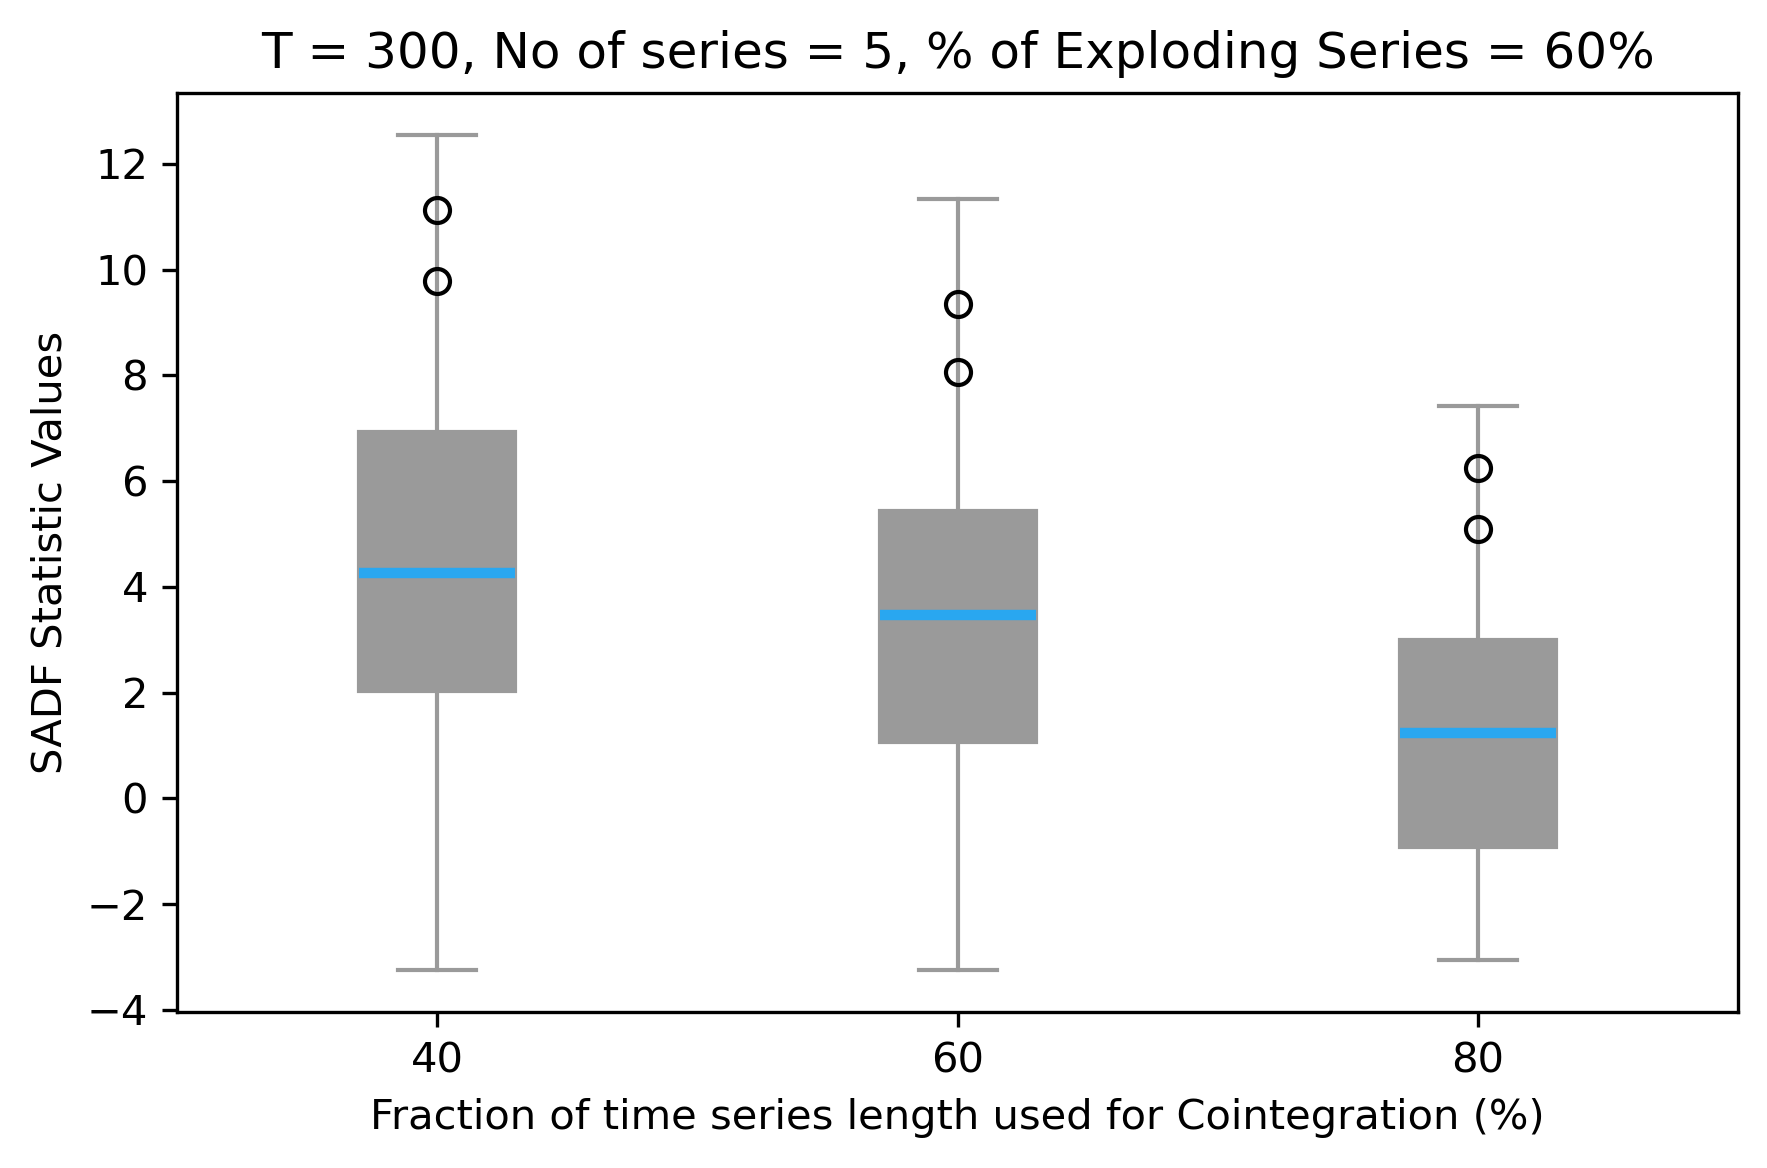 T = 300, No of series = 5, % of Exploding Series = 60%
SADF Statistic Values
12
10
8
6
4
2
0
−2
−4
40 60 80
Fraction of time series length used for Cointegration (%)